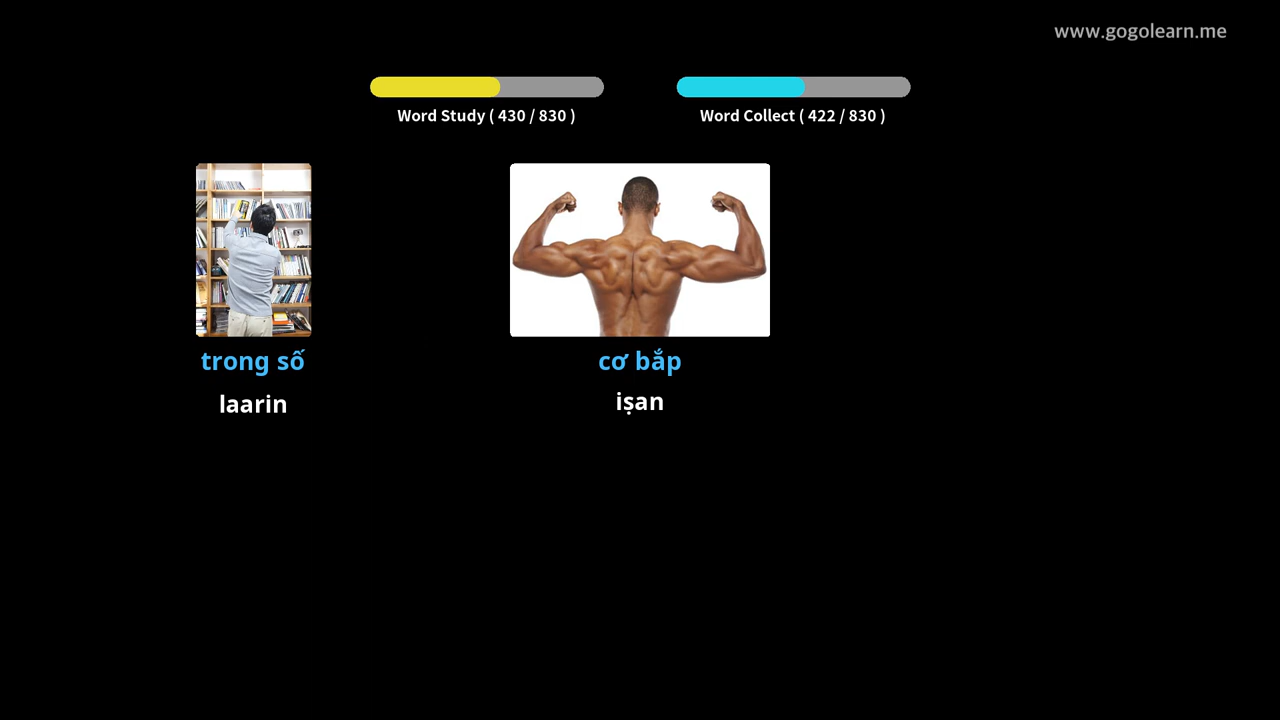 www.gogolearn.me
Word Study ( 430 / 830 )
Word Collect ( 422 / 830 )
trong số
laarin
cơ bắp
iṣan